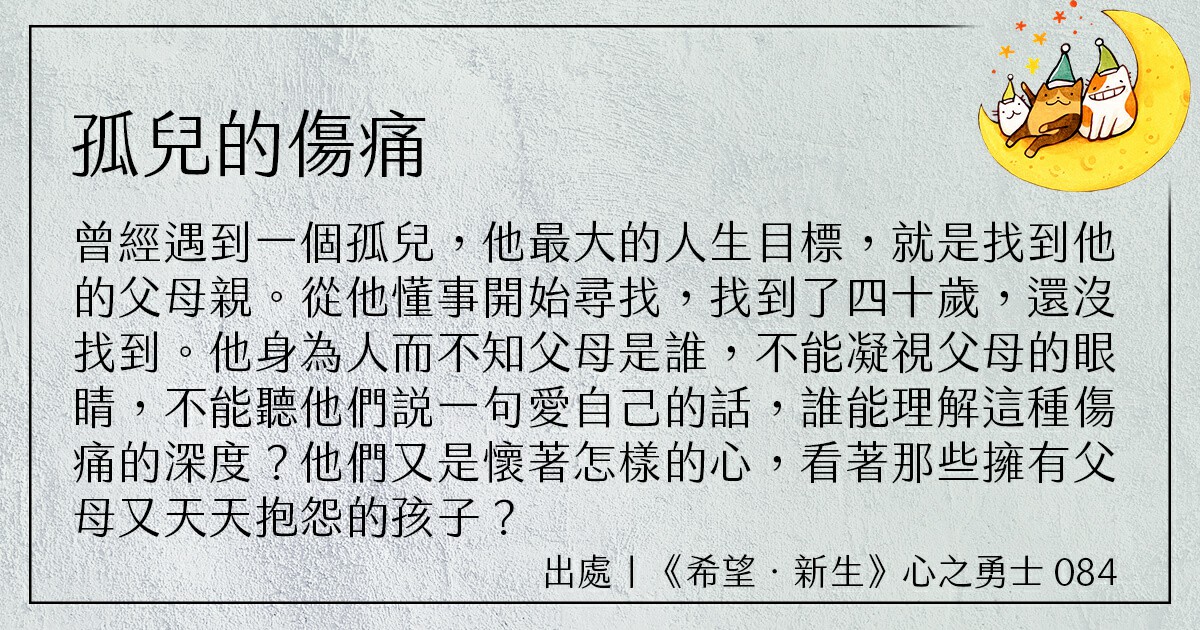 孤兒的傷痛
曾經遇到一個孤兒，他最大的人生目標，就是找到他
的父母親。從他懂事開始尋找，找到了四十歲，還沒
找到。他身為人而不知父母是誰，不能凝視父母的眼
睛，不能聽他們説一句愛自己的話，誰能理解這種傷
痛的深度？他們又是懷著怎樣的心，看著那些擁有父
母又天天抱怨的孩子？
出處 | 《希望．新生》心之勇士 084